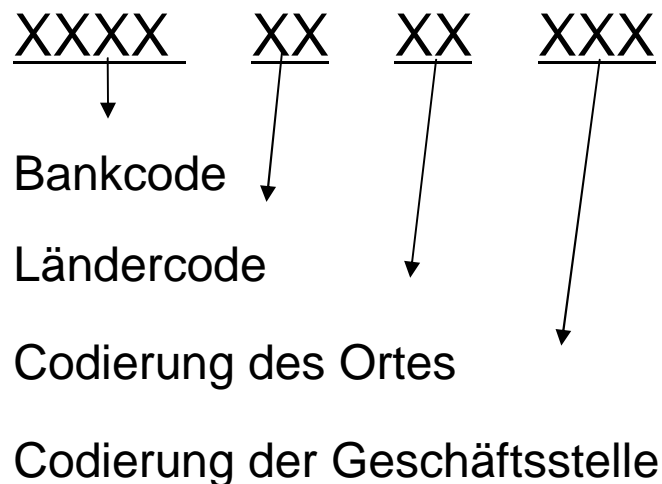 XXXX XX XX XXX
Bankcode
Ländercode
Codierung des Ortes
Codierung der Geschäftsstelle